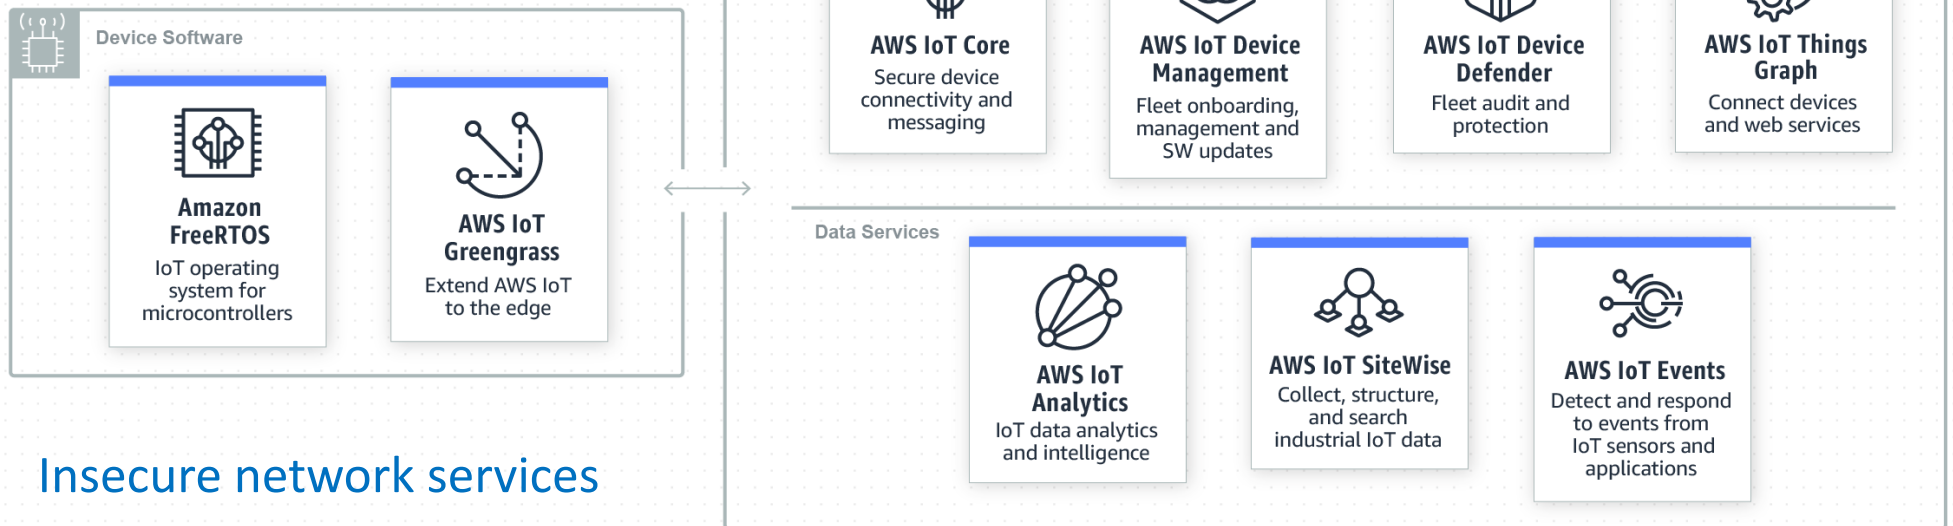 Device Software
Amazon
FreeRTOS
IoT operating
system for
microcontrollers
AWS IoT
Greengrass
Extend AWS IoT
to the edge
Insecure network services
AWS IoT Core
Secure device
connectivity and
messaging
AWS IoT Device
Management
Fleet onboarding,
management and
SW updates
AWS IoT Device
Defender
Fleet audit and
protection
AWS IoT Things
Graph
Connect devices
and web services
Data Services
AWS IoT
Analytics
IoT data analytics
and intelligence
AWS IoT SiteWise
Collect, structure,
and search
industrial IoT data
AWS IoT Events
Detect and respond
to events from
IoT sensors and
applications